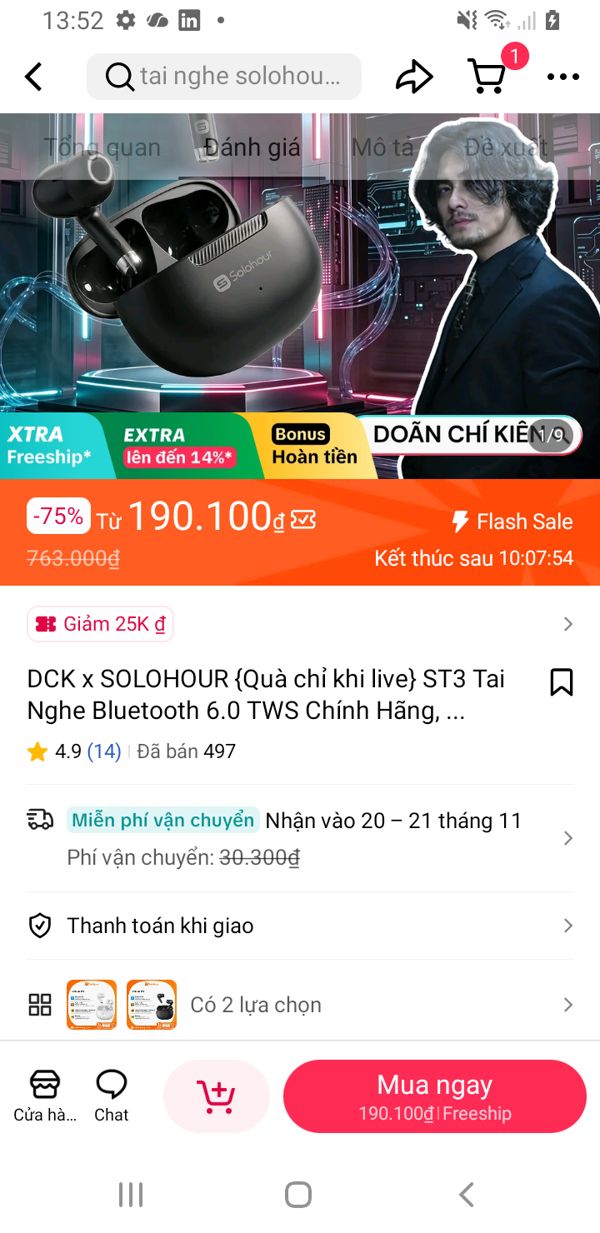 13:52
in
tai nghe solohou...
1
Tổng quan Đánh giá Mô tả Đề xuất
S
Solohour
XTRA
Freeship*
EXTRA
lên đến 14%*
Bonus
Hoàn tiền
DOÃN CHÍ KIÊN
1/9
-75% Từ 190.100₫
Flash Sale
763.000₫
Kết thúc sau 10:07:54
Giảm 25K ₫
DCK x SOLOHOUR {Quà chỉ khi live} ST3 Tai
Nghe Bluetooth 6.0 TWS Chính Hãng, ...
4.9 (14) Đã bán 497
Miễn phí vận chuyển Nhận vào 20 – 21 tháng 11
Phí vận chuyển: 30.300₫
Thanh toán khi giao
Có 2 lựa chọn
Cửa hà...
Chat
Mua ngay
190.100₫ | Freeship